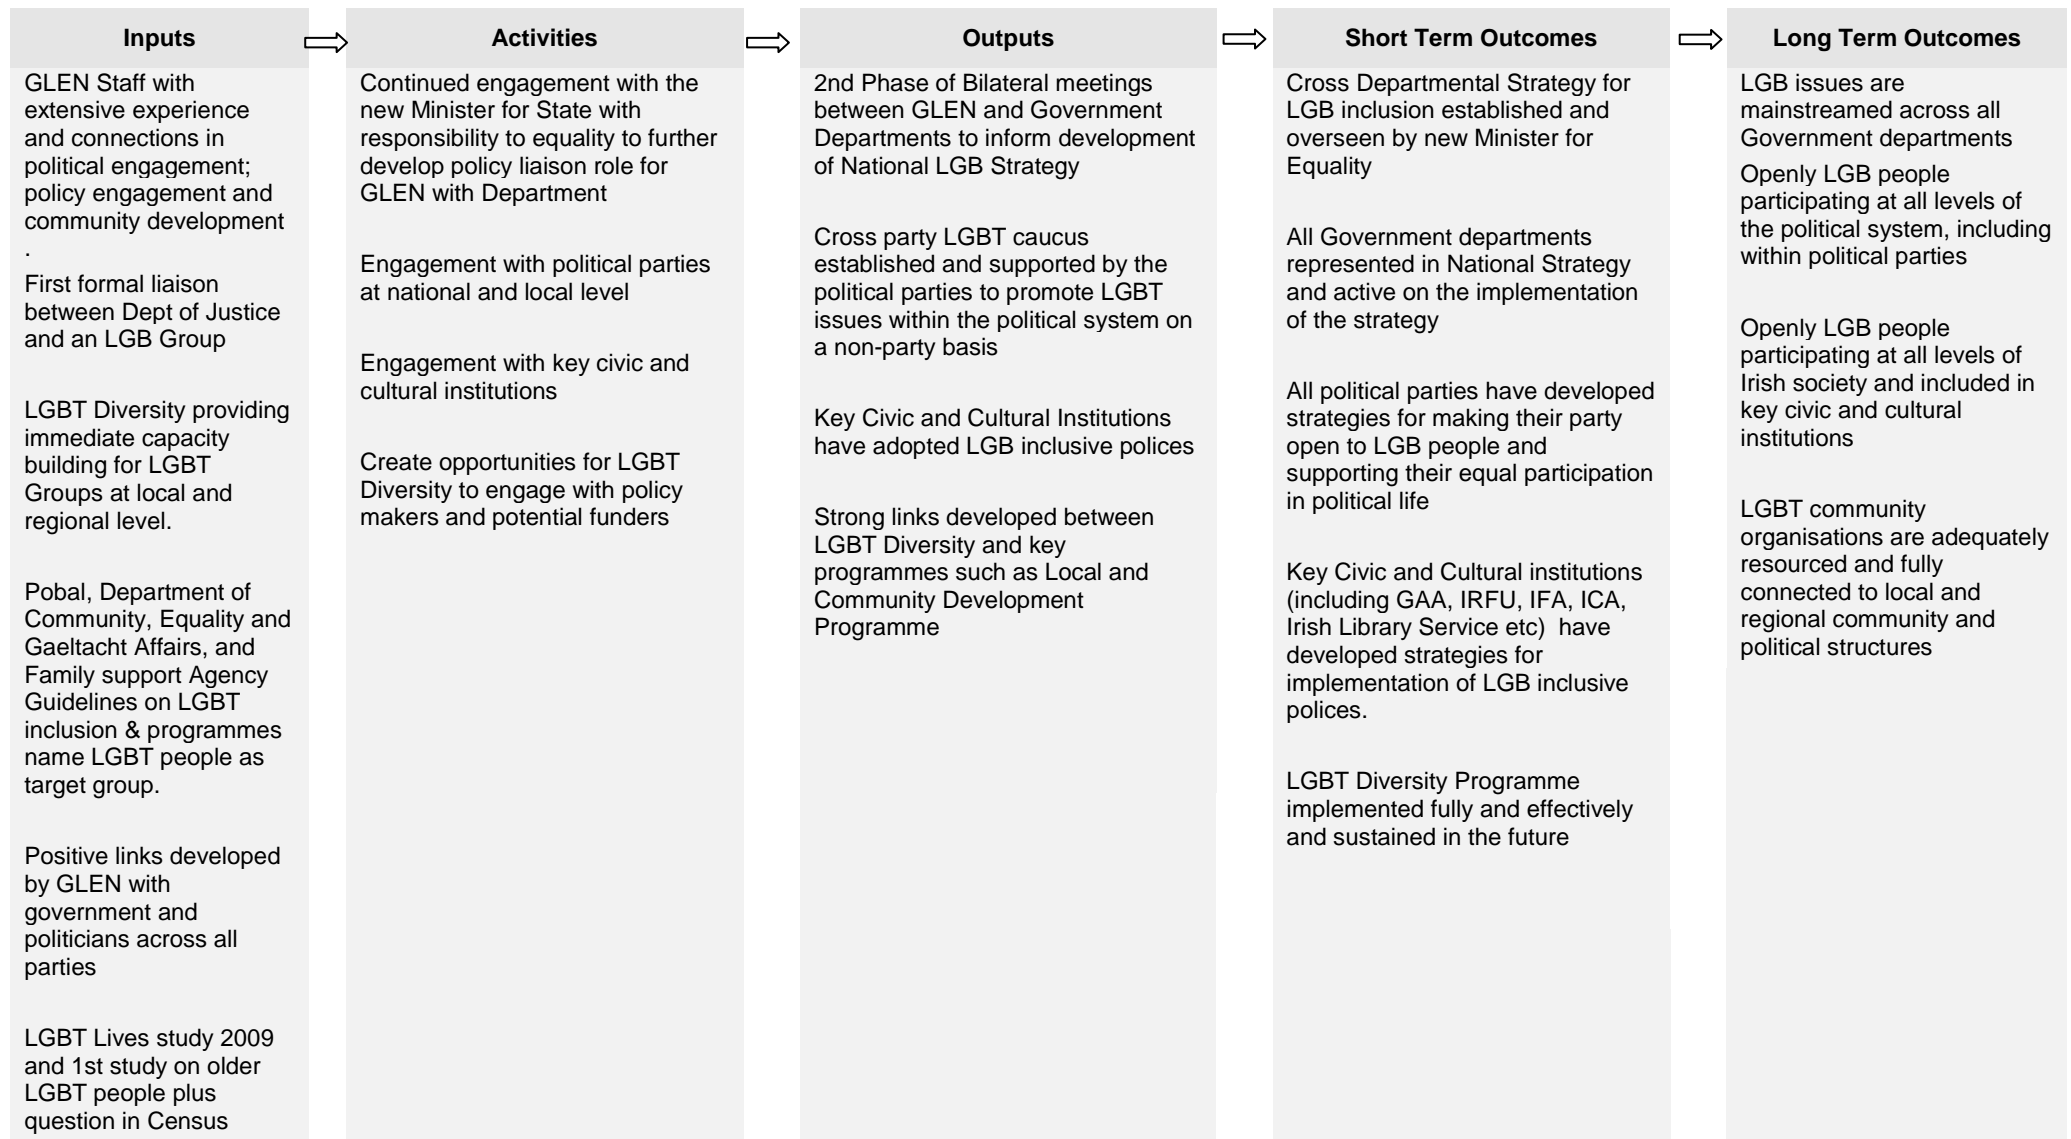 Inputs
GLEN Staff with
extensive experience
and connections in
political engagement;
policy engagement and
community development
.
First formal liaison
between Dept of Justice
and an LGB Group
LGBT Diversity providing
immediate capacity
building for LGBT
Groups at local and
regional level.
Pobal, Department of
Community, Equality and
Gaeltacht Affairs, and
Family support Agency
Guidelines on LGBT
inclusion & programmes
name LGBT people as
target group.
Positive links developed
by GLEN with
government and
politicians across all
parties
LGBT Lives study 2009
and 1st study on older
LGBT people plus
question in Census
Activities
Continued engagement with the
new Minister for State with
responsibility to equality to further
develop policy liaison role for
GLEN with Department
Engagement with political parties
at national and local level
Engagement with key civic and
cultural institutions
Create opportunities for LGBT
Diversity to engage with policy
makers and potential funders
Outputs
2nd Phase of Bilateral meetings
between GLEN and Government
Departments to inform development
of National LGB Strategy
Cross party LGBT caucus
established and supported by the
political parties to promote LGBT
issues within the political system on
a non-party basis
Key Civic and Cultural Institutions
have adopted LGB inclusive polices
Strong links developed between
LGBT Diversity and key
programmes such as Local and
Community Development
Programme
Short Term Outcomes
Cross Departmental Strategy for
LGB inclusion established and
overseen by new Minister for
Equality
All Government departments
represented in National Strategy
and active on the implementation
of the strategy
All political parties have developed
strategies for making their party
open to LGB people and
supporting their equal participation
in political life
Key Civic and Cultural institutions
(including GAA, IRFU, IFA, ICA,
Irish Library Service etc)  have
developed strategies for
implementation of LGB inclusive
polices.
LGBT Diversity Programme
implemented fully and effectively
and sustained in the future
Long Term Outcomes
LGB issues are
mainstreamed across all
Government departments
Openly LGB people
participating at all levels of
the political system, including
within political parties
Openly LGB people
participating at all levels of
Irish society and included in
key civic and cultural
institutions
LGBT community
organisations are adequately
resourced and fully
connected to local and
regional community and
political structures